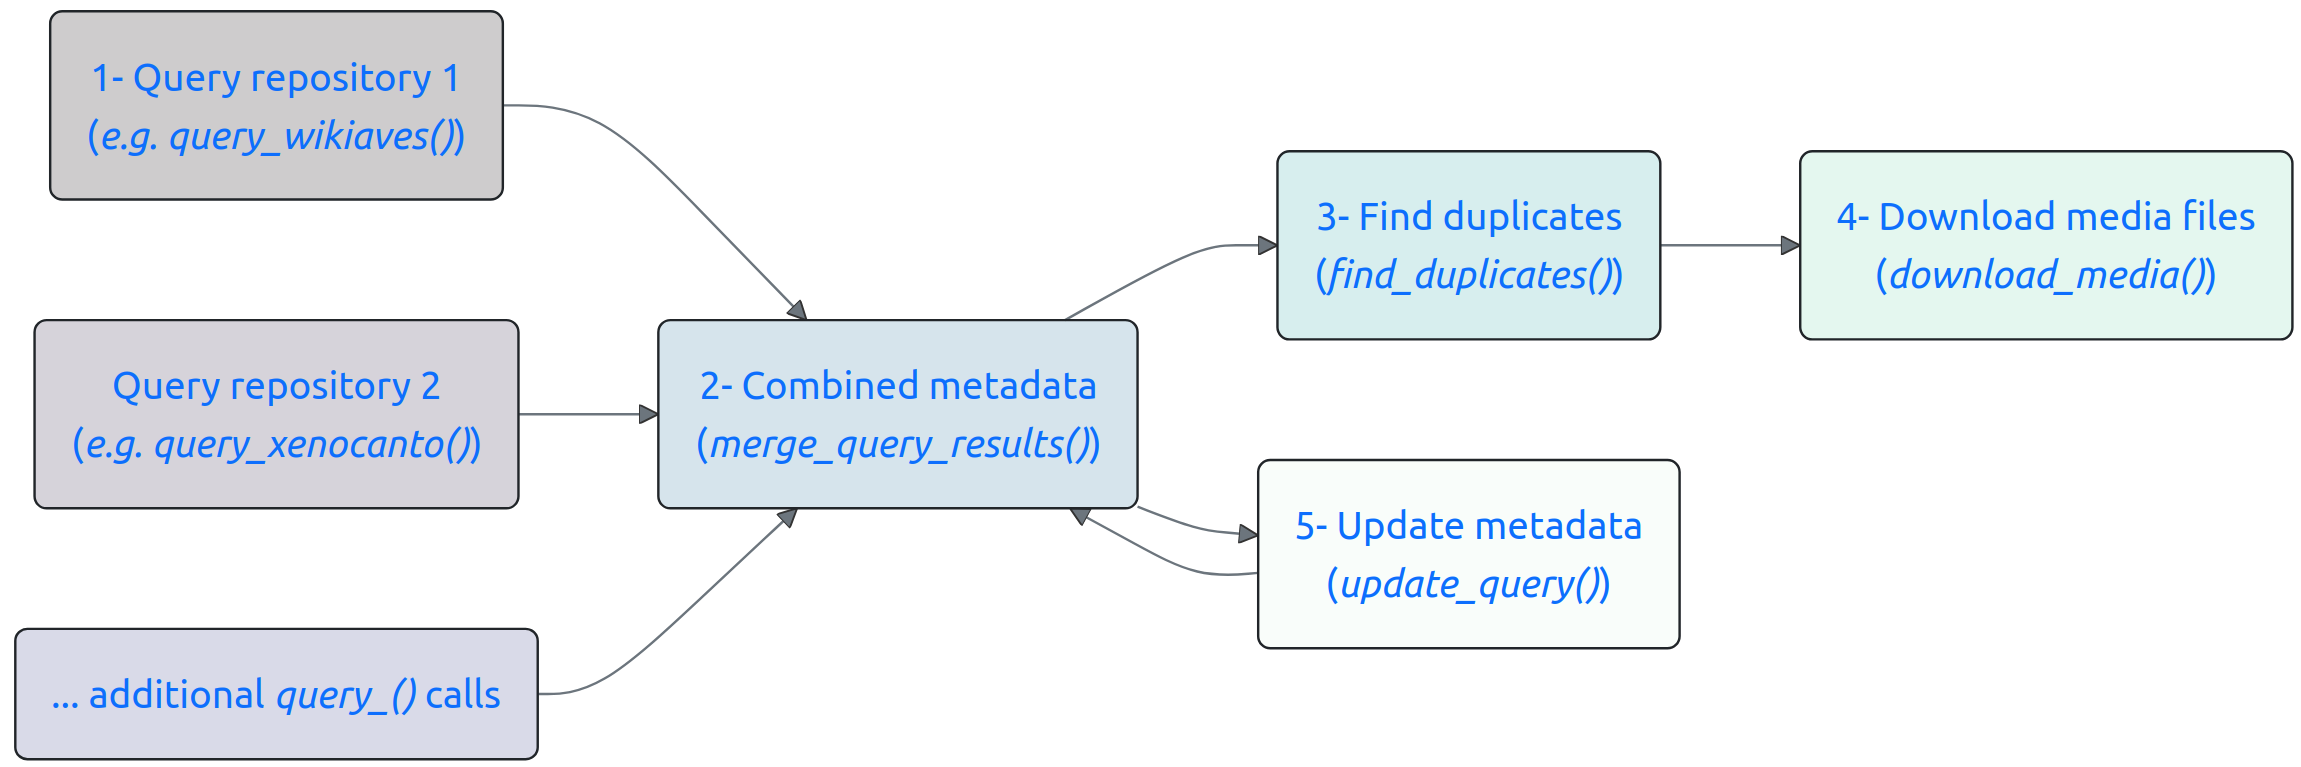 1- Query repository 1
(e.g. query_wikiaves())
Query repository 2
(e.g. query_xenocanto())
... additional query_() calls
2- Combined metadata
(merge_query_results())
3- Find duplicates
(find_duplicates())
4- Download media files
(download_media())
5- Update metadata
(update_query())